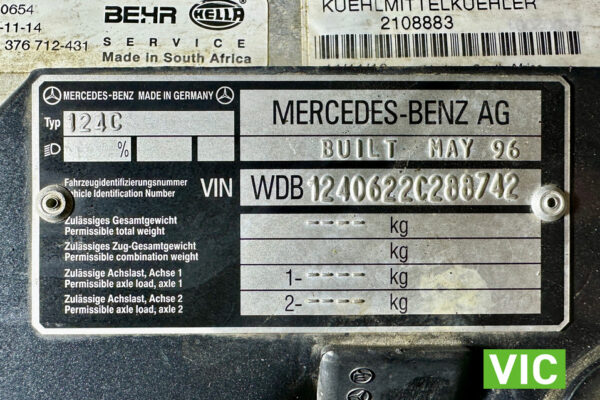 0654
-11-14
376 712-431
BEHR HELLA
SERVICE
Made in South Africa
KUEHLMITTELKUEHLER
2108883
MERCEDES-BENZ MADE IN GERMANY
Typ 124C
%
MERCEDES-BENZ AG
BUILT MAY 96
Fahrzeugidentifizierungsnummer
Vehicle Identification Number
VIN WDB1240622C288742
Zulässiges Gesamtgewicht
Permissible total weight
---- kg
Zulässiges Zug-Gesamtgewicht
Permissible combination weight
kg
Zulässige Achslast, Achse 1
Permissible axle load, axle 1
1- ---- kg
Zulässige Achslast, Achse 2
Permissible axle load, axle 2
2- ---- kg
VIC